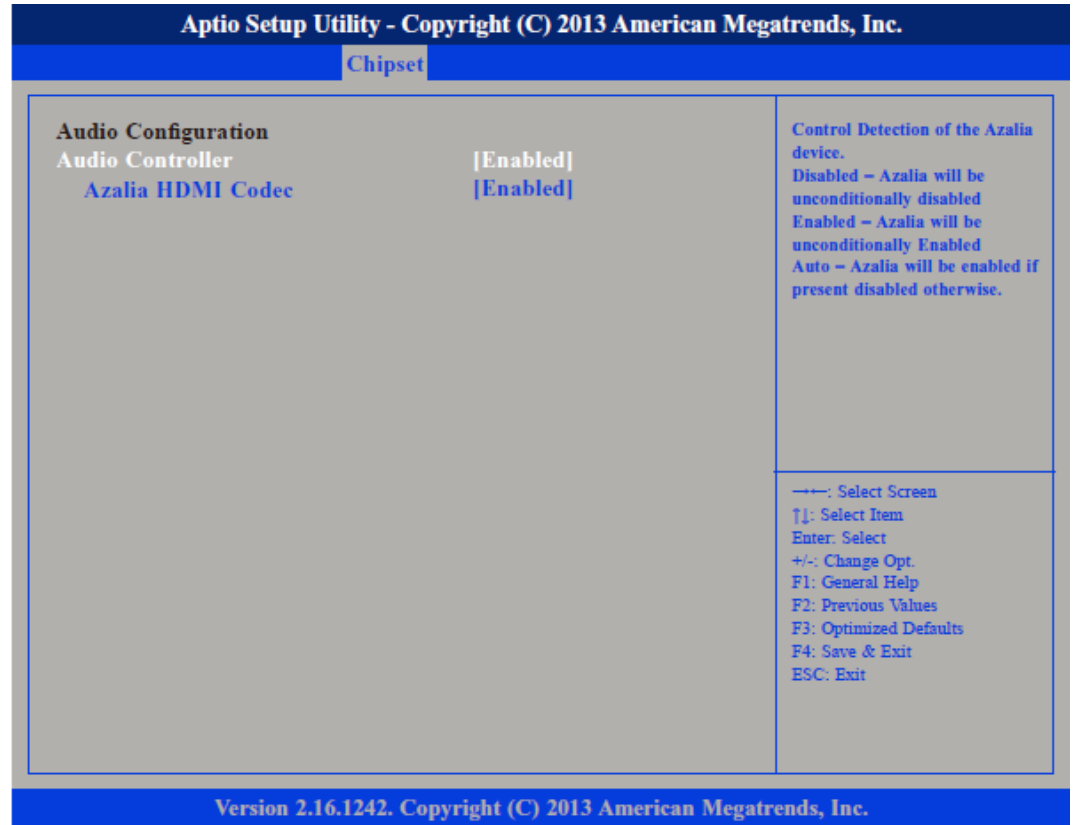 Aptio Setup Utility - Copyright (C) 2013 American Megatrends, Inc.
Chipset
Audio Configuration
Audio Controller [Enabled]
Azalia HDMI Codec [Enabled]
Control Detection of the Azalia
device.
Disabled – Azalia will be
unconditionally disabled
Enabled – Azalia will be
unconditionally Enabled
Auto – Azalia will be enabled if
present disabled otherwise.
→←: Select Screen
↑↓: Select Item
Enter: Select
+/-: Change Opt.
F1: General Help
F2: Previous Values
F3: Optimized Defaults
F4: Save & Exit
ESC: Exit
Version 2.16.1242. Copyright (C) 2013 American Megatrends, Inc.